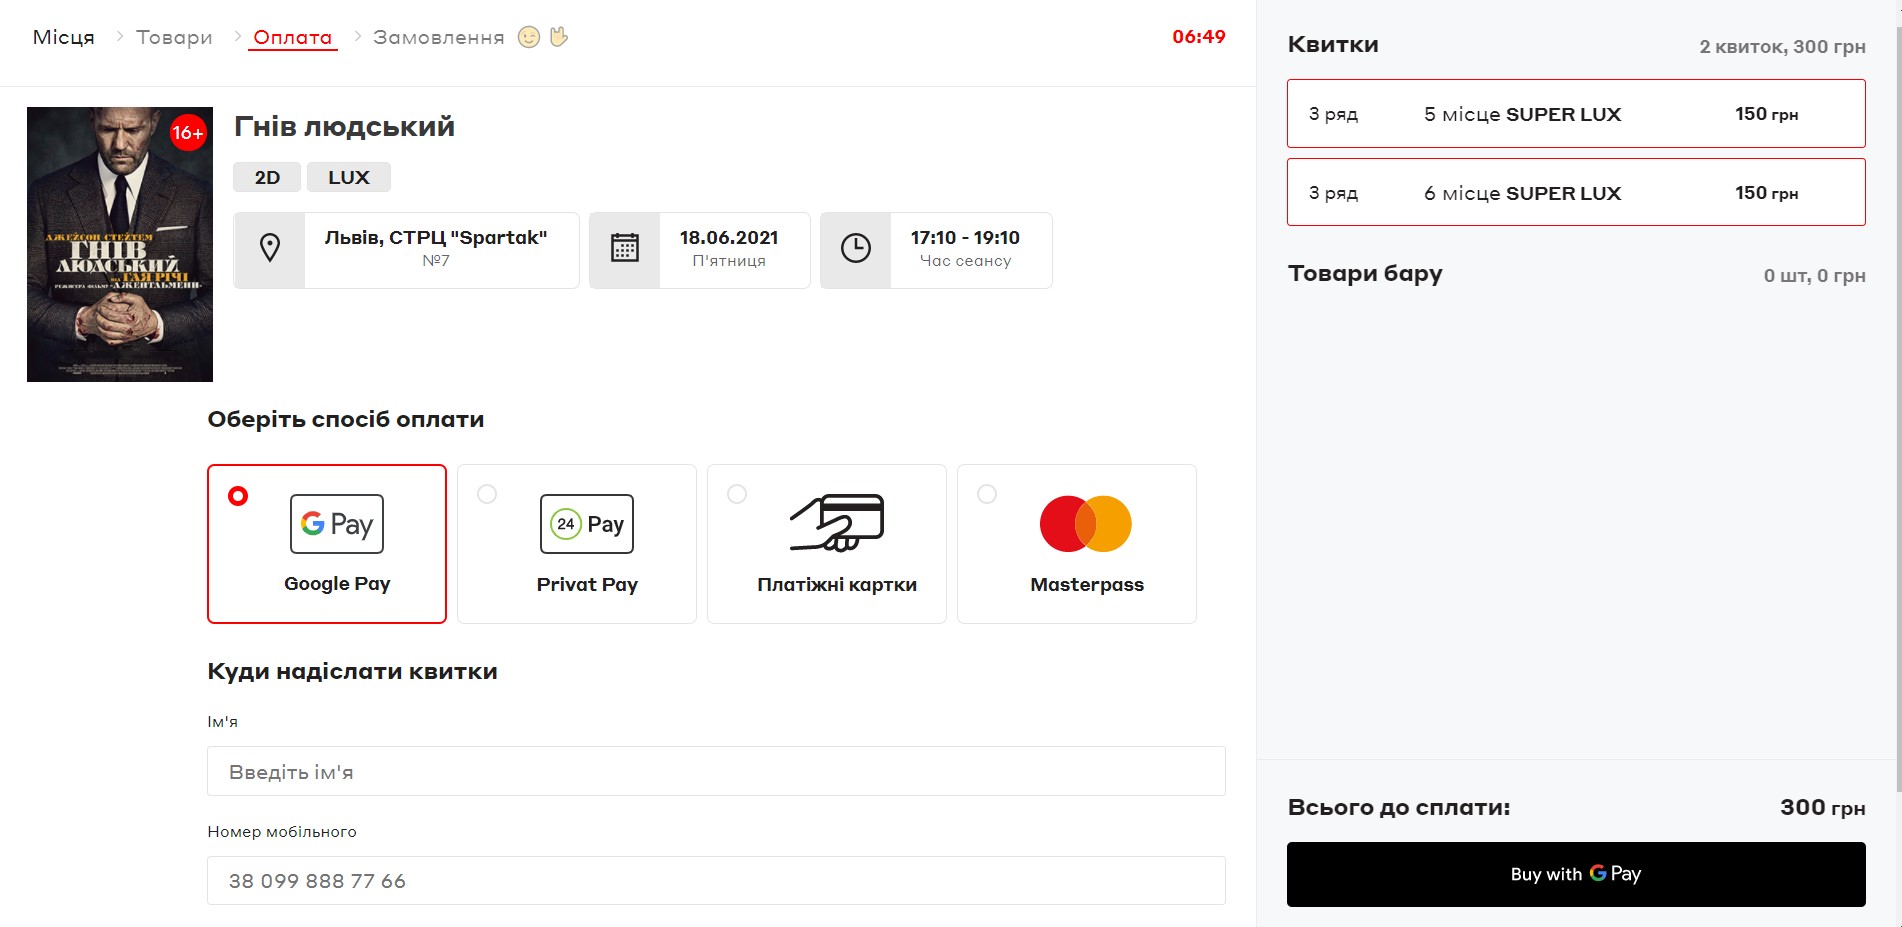 Місця > Товари > Оплата > Замовлення 😉🤟
06:49
16+
ДЖЕЙСОН СТЕЙТЕМ
ГНІВ
ЛЮДСЬКИЙ
ВІД ГАЯ РІЧІ
РЕЖИСЕРА ФІЛЬМУ «ДЖЕНТЛЬМЕНИ»
Гнів людський
2D LUX
Львів, СТРЦ "Spartak"
№7
18.06.2021
П'ятниця
17:10 - 19:10
Час сеансу
Оберіть спосіб оплати
G Pay
Google Pay
24 Pay
Privat Pay
Платіжні картки
Masterpass
Куди надіслати квитки
Ім'я
Введіть ім'я
Номер мобільного
38 099 888 77 66
Квитки
2 квиток, 300 грн
3 ряд 5 місце SUPER LUX 150 грн
3 ряд 6 місце SUPER LUX 150 грн
Товари бару
0 шт, 0 грн
Всього до сплати:
300 грн
Buy with G Pay